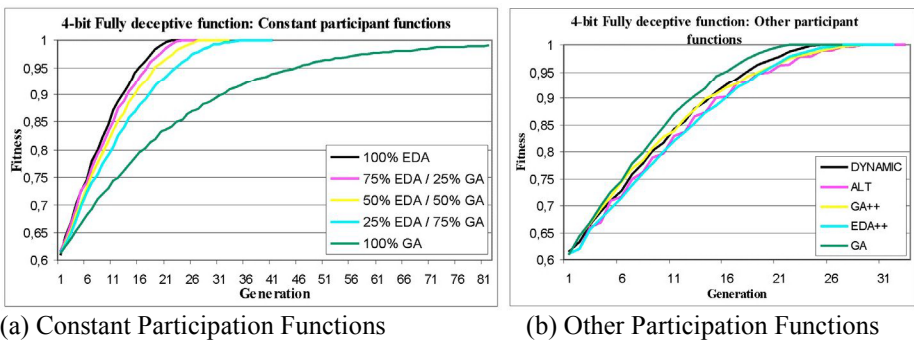 4-bit Fully deceptive function: Constant participant functions
1
0,95
0,9
0,85
0,8
0,75
0,7
0,65
0,6
Fitness
1 6 11 16 21 26 31 36 41 46 51 56 61 66 71 76 81
Generation
100% EDA
75% EDA / 25% GA
50% EDA / 50% GA
25% EDA / 75% GA
100% GA
(a) Constant Participation Functions
4-bit Fully deceptive function: Other participant
functions
1
0,95
0,9
0,85
0,8
0,75
0,7
0,65
0,6
Fitness
1 6 11 16 21 26 31
Generation
DYNAMIC
ALT
GA++
EDA++
GA
(b) Other Participation Functions